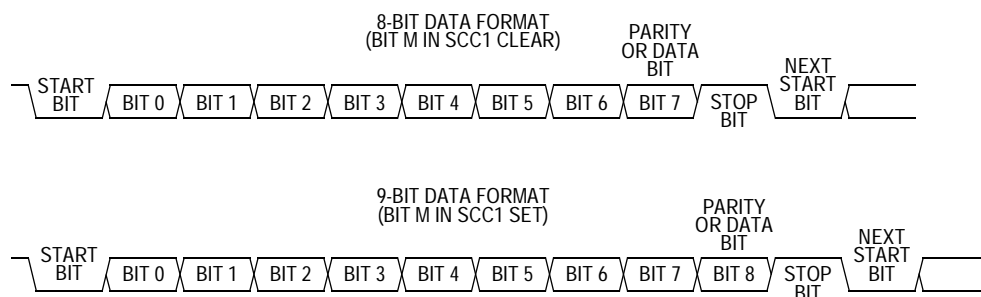 8-BIT DATA FORMAT
(BIT M IN SCC1 CLEAR)
PARITY
OR DATA
BIT
START
BIT
BIT 0
BIT 1
BIT 2
BIT 3
BIT 4
BIT 5
BIT 6
BIT 7
STOP
BIT
NEXT
START
BIT
9-BIT DATA FORMAT
(BIT M IN SCC1 SET)
PARITY
OR DATA
BIT
START
BIT
BIT 0
BIT 1
BIT 2
BIT 3
BIT 4
BIT 5
BIT 6
BIT 7
BIT 8
STOP
BIT
NEXT
START
BIT